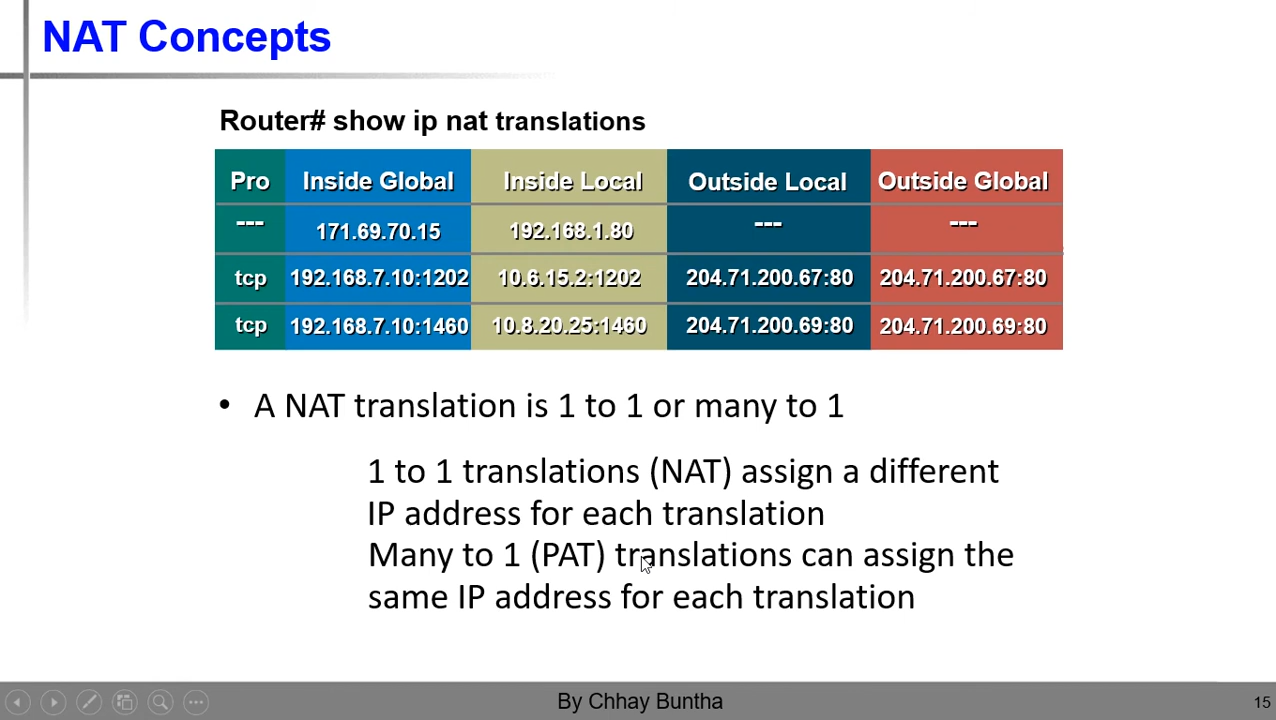 NAT Concepts
Router# show ip nat translations
Pro Inside Global Inside Local Outside Local Outside Global
--- 171.69.70.15 192.168.1.80 --- ---
tcp 192.168.7.10:1202 10.6.15.2:1202 204.71.200.67:80 204.71.200.67:80
tcp 192.168.7.10:1460 10.8.20.25:1460 204.71.200.69:80 204.71.200.69:80
• A NAT translation is 1 to 1 or many to 1
1 to 1 translations (NAT) assign a different
IP address for each translation
Many to 1 (PAT) translations can assign the
same IP address for each translation
By Chhay Buntha
15